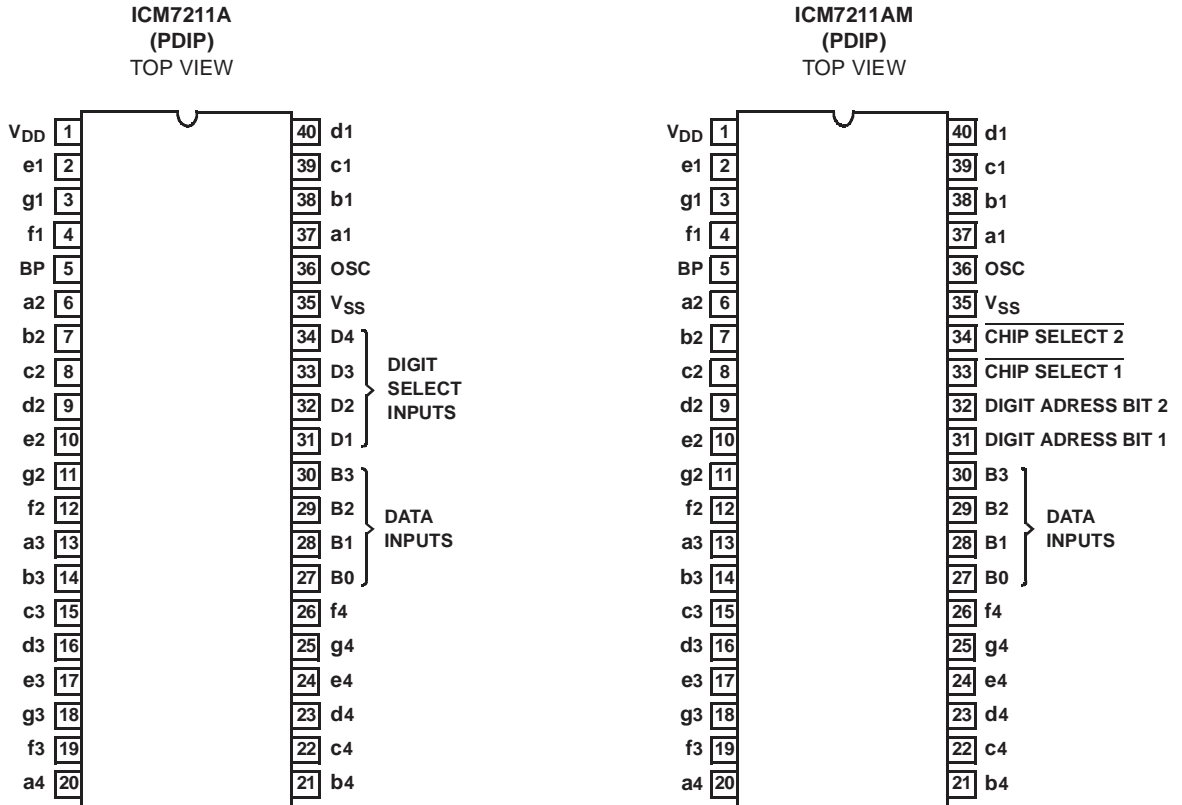 ICM7211A
(PDIP)
TOP VIEW
VDD 1 40 d1
e1 2 39 c1
g1 3 38 b1
f1 4 37 a1
BP 5 36 OSC
a2 6 35 VSS
b2 7 34 D4
c2 8 33 D3
d2 9 32 D2
e2 10 31 D1
DIGIT
SELECT
INPUTS
g2 11 30 B3
f2 12 29 B2
a3 13 28 B1
b3 14 27 B0
DATA
INPUTS
c3 15 26 f4
d3 16 25 g4
e3 17 24 e4
g3 18 23 d4
f3 19 22 c4
a4 20 21 b4
ICM7211AM
(PDIP)
TOP VIEW
VDD 1 40 d1
e1 2 39 c1
g1 3 38 b1
f1 4 37 a1
BP 5 36 OSC
a2 6 35 VSS
b2 7 34 CHIP SELECT 2
c2 8 33 CHIP SELECT 1
d2 9 32 DIGIT ADRESS BIT 2
e2 10 31 DIGIT ADRESS BIT 1
g2 11 30 B3
f2 12 29 B2
a3 13 28 B1
b3 14 27 B0
DATA
INPUTS
c3 15 26 f4
d3 16 25 g4
e3 17 24 e4
g3 18 23 d4
f3 19 22 c4
a4 20 21 b4